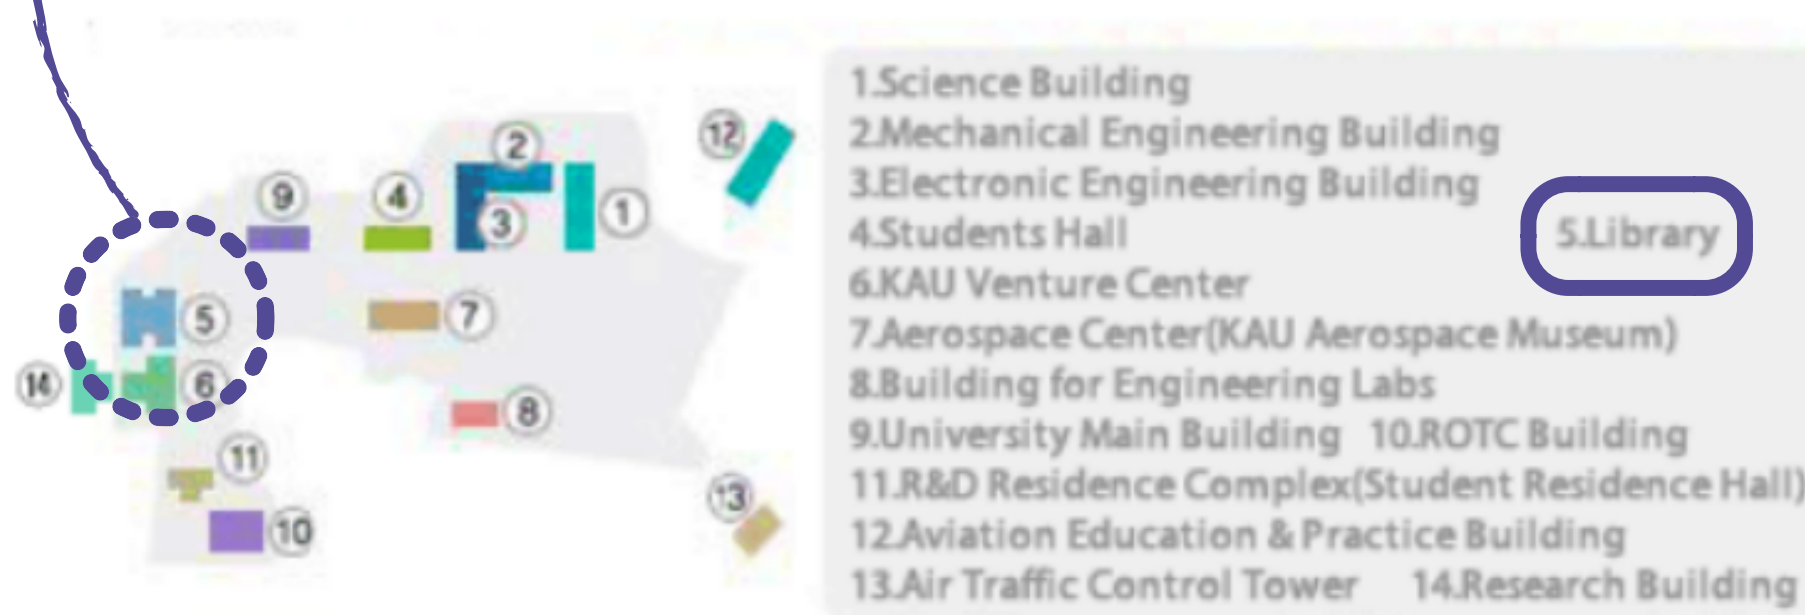 12
2
9
4
3
1
5
7
14
6
8
11
13
10
1.Science Building
2.Mechanical Engineering Building
3.Electronic Engineering Building
4.Students Hall 5.Library
6.KAU Venture Center
7.Aerospace Center(KAU Aerospace Museum)
8.Building for Engineering Labs
9.University Main Building 10.ROTC Building
11.R&D Residence Complex(Student Residence Hall)
12.Aviation Education & Practice Building
13.Air Traffic Control Tower 14.Research Building